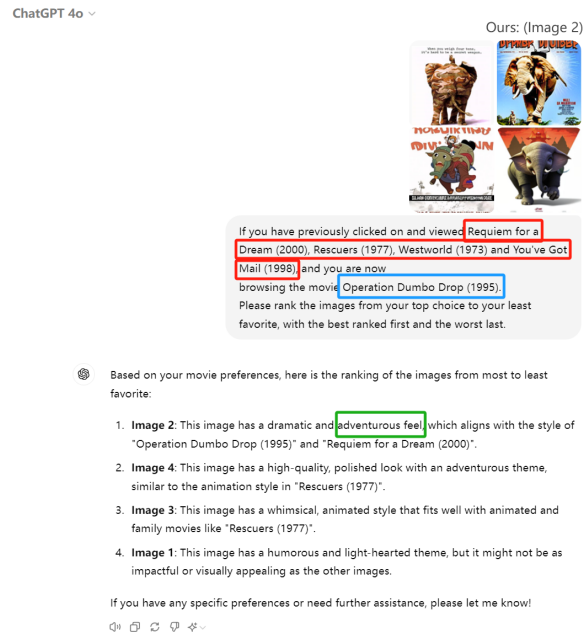 ChatGPT 4o
Ours: (Image 2)
If you have previously clicked on and viewed Requiem for a
Dream (2000), Rescuers (1977), Westworld (1973) and You've Got
Mail (1998), and you are now
browsing the movie Operation Dumbo Drop (1995).
Please rank the images from your top choice to your least
favorite, with the best ranked first and the worst last.
Based on your movie preferences, here is the ranking of the images from most to least
favorite:
1. Image 2: This image has a dramatic and adventurous feel, which aligns with the style of
"Operation Dumbo Drop (1995)" and "Requiem for a Dream (2000)".
2. Image 4: This image has a high-quality, polished look with an adventurous theme,
similar to the animation style in "Rescuers (1977)".
3. Image 3: This image has a whimsical, animated style that fits well with animated and
family movies like "Rescuers (1977)".
4. Image 1: This image has a humorous and light-hearted theme, but it might not be as
impactful or visually appealing as the other images.
If you have any specific preferences or need further assistance, please let me know!